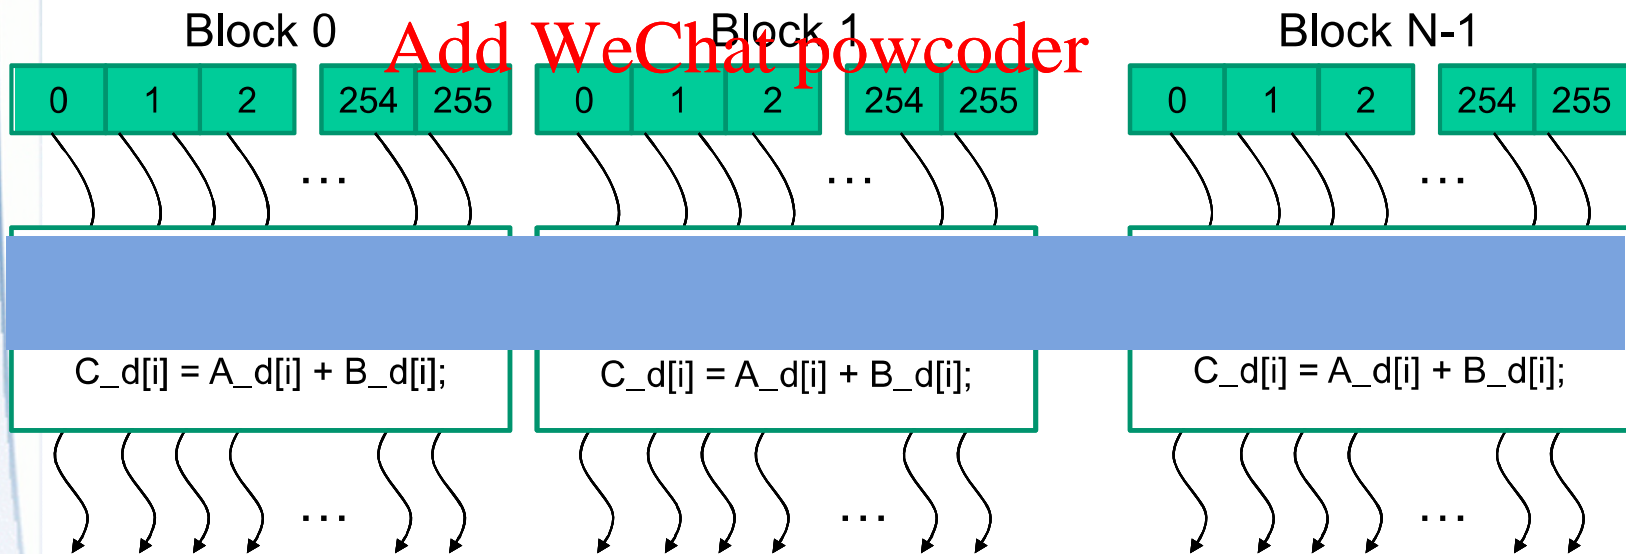 Block 0
Block 1
Block N-1
Add WeChat powcoder
0 1 2 254 255
0 1 2 254 255
0 1 2 254 255
... ... ...
C_d[i] = A_d[i] + B_d[i];
C_d[i] = A_d[i] + B_d[i];
C_d[i] = A_d[i] + B_d[i];
... ... ...